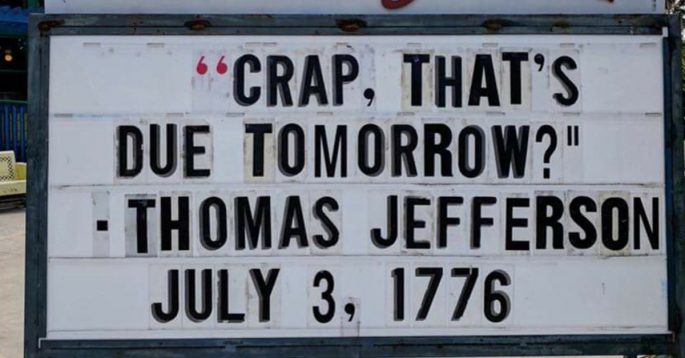 “CRAP, THAT'S
DUE TOMORROW?"
·THOMAS JEFFERSON
JULY 3, 1776